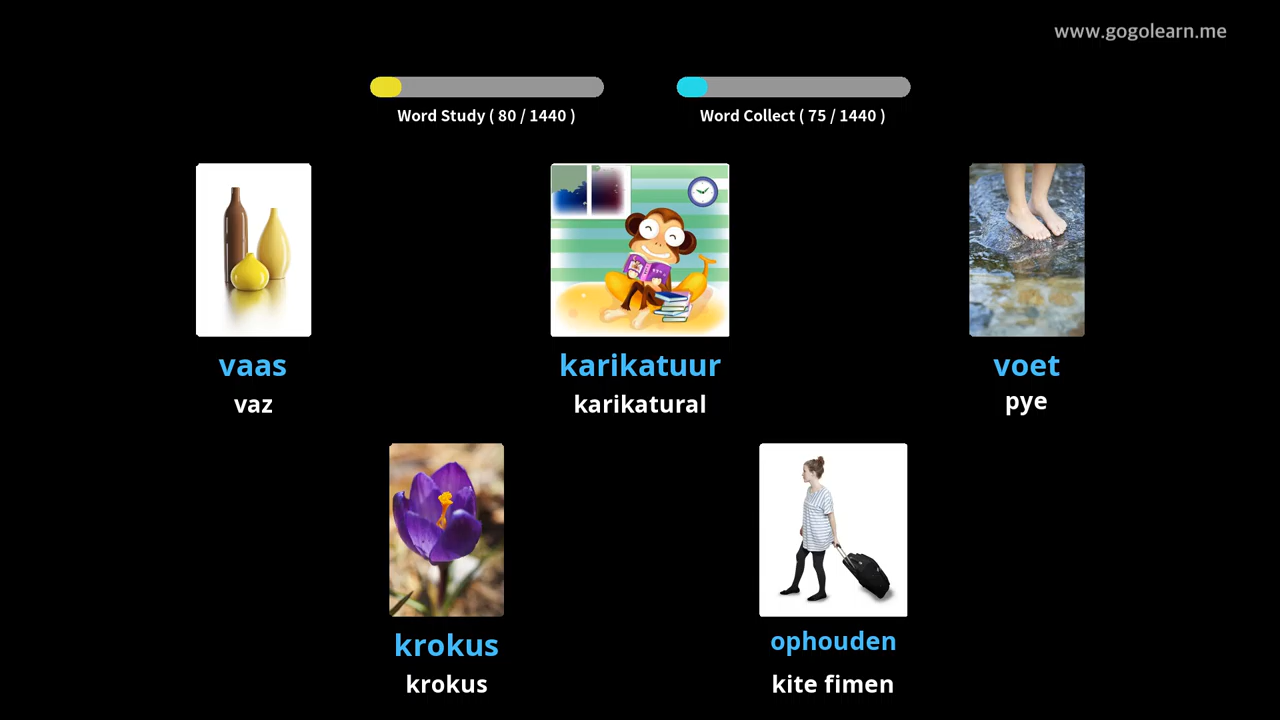 www.gogolearn.me
Word Study ( 80 / 1440 )
Word Collect ( 75 / 1440 )
vaas
vaz
karikatuur
karikatural
voet
pye
krokus
krokus
ophouden
kite fimen